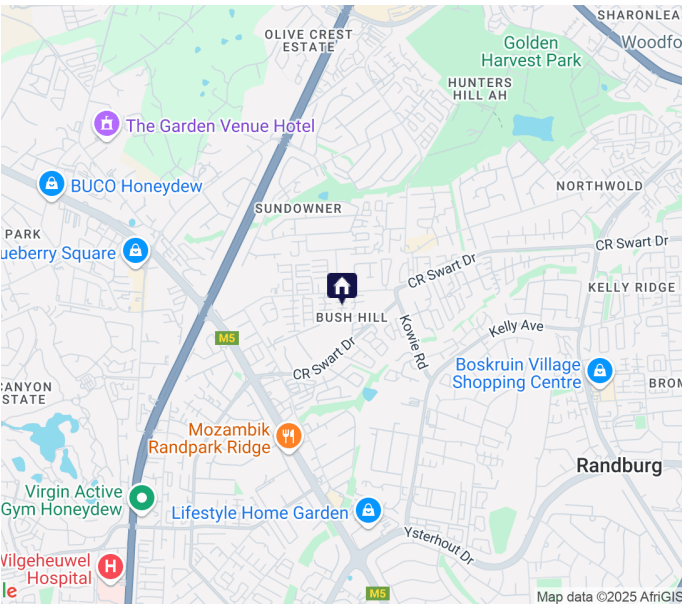 SHARONLEA
OLIVE CREST
ESTATE
Golden
Harvest Park
Woodfo
HUNTERS
HILL AH
The Garden Venue Hotel
BUCO Honeydew
NORTHWOLD
SUNDOWNER
PARK
ueberry Square
CR Swart Dr
CR Swart Dr
KELLY RIDGE
BUSH HILL
Kowie Rd
Kelly Ave
M5
CR Swart Dr
Boskruin Village
Shopping Centre
CANYON
STATE
BROM
Mozambik
Randpark Ridge
Randburg
Virgin Active
Gym Honeydew
Lifestyle Home Garden
Ysterhout Dr
Wilgeheuwel
Hospital
H
le
M5
Map data ©2025 AfriGIS